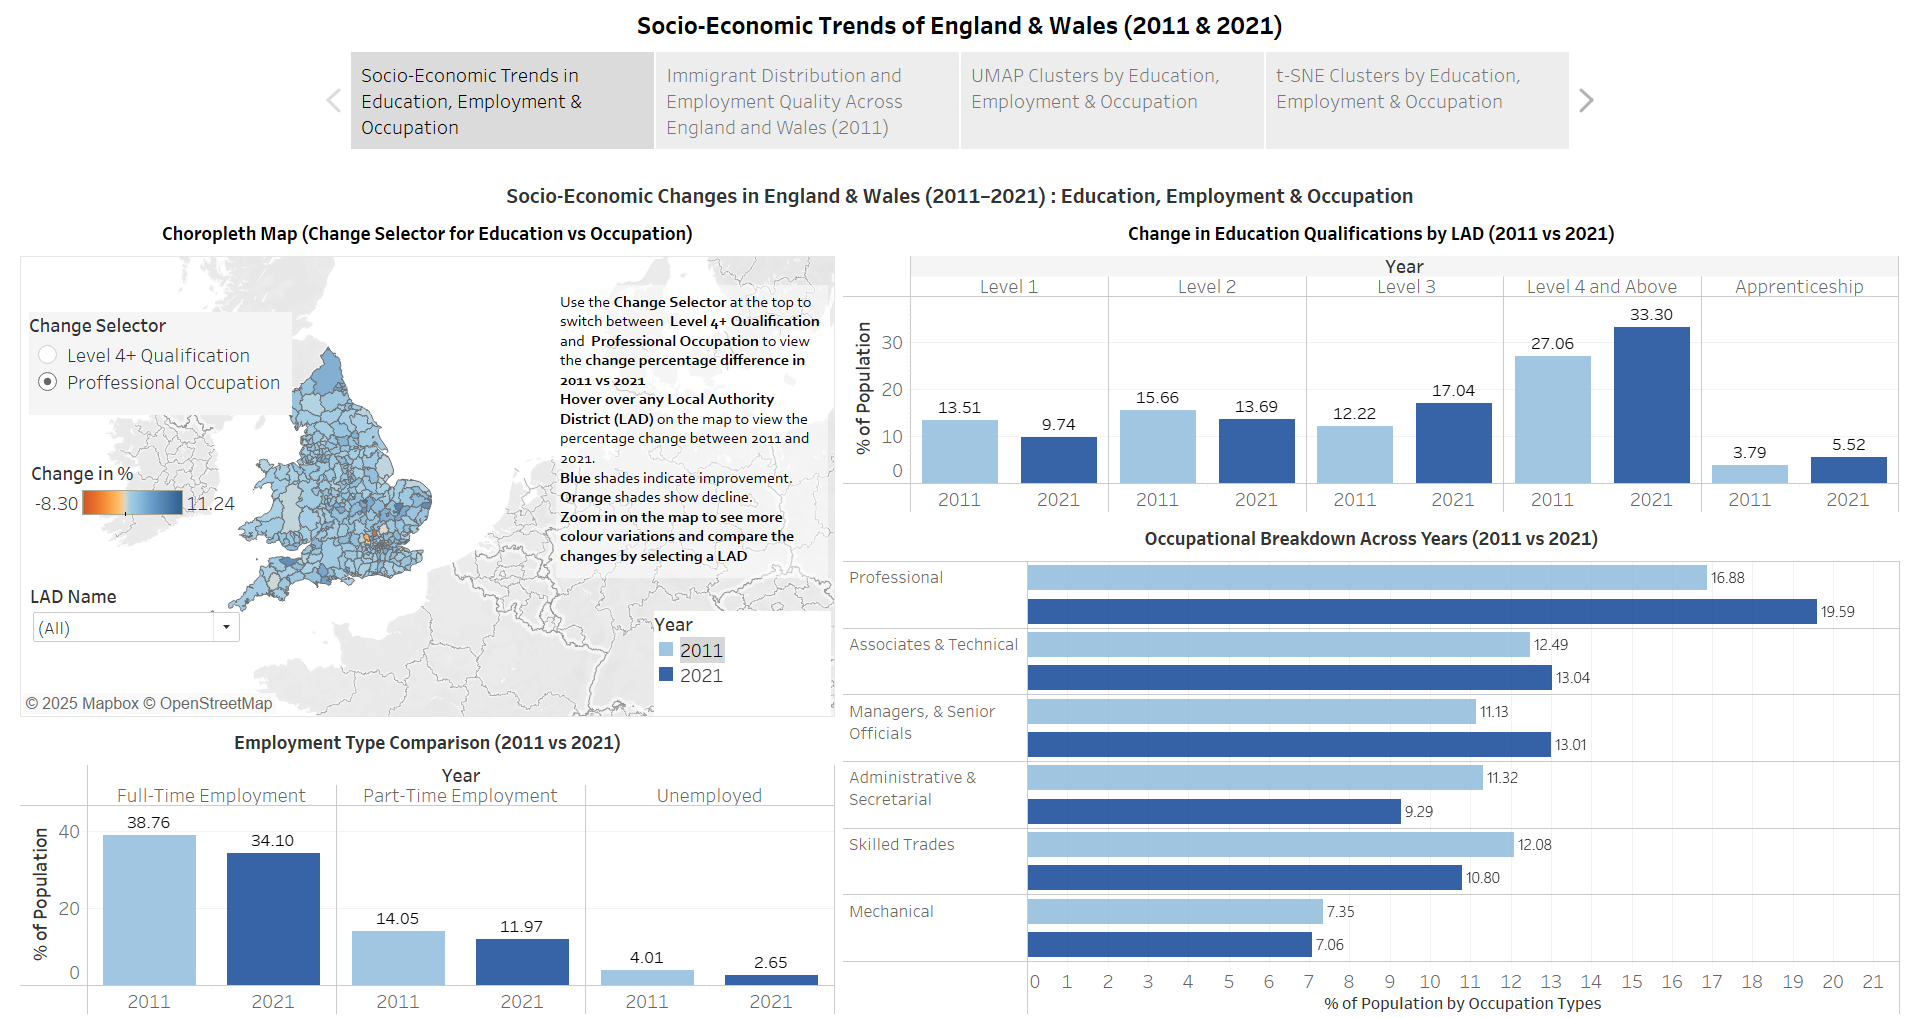 Socio-Economic Trends of England & Wales (2011 & 2021)
Socio-Economic Trends in
Education, Employment &
Occupation
Immigrant Distribution and
Employment Quality Across
England and Wales (2011)
UMAP Clusters by Education,
Employment & Occupation
t-SNE Clusters by Education,
Employment & Occupation
Socio-Economic Changes in England & Wales (2011–2021) : Education, Employment & Occupation
Choropleth Map (Change Selector for Education vs Occupation)
Change Selector
Level 4+ Qualification
Proffessional Occupation
Change in %
-8.30 11.24
LAD Name
(All)
Use the Change Selector at the top to
switch between Level 4+ Qualification
and Professional Occupation to view
the change percentage difference in
2011 vs 2021
Hover over any Local Authority
District (LAD) on the map to view the
percentage change between 2011 and
2021.
Blue shades indicate improvement.
Orange shades show decline.
Zoom in on the map to see more
colour variations and compare the
changes by selecting a LAD
Year
2011
2021
© 2025 Mapbox © OpenStreetMap
Change in Education Qualifications by LAD (2011 vs 2021)
Year
Level 1 Level 2 Level 3 Level 4 and Above Apprenticeship
% of Population
30
20
10
0
13.51 9.74 15.66 13.69 12.22 17.04 27.06 33.30 3.79 5.52
2011 2021 2011 2021 2011 2021 2011 2021 2011 2021
Employment Type Comparison (2011 vs 2021)
Year
Full-Time Employment Part-Time Employment Unemployed
% of Population
40
20
0
38.76 34.10 14.05 11.97 4.01 2.65
2011 2021 2011 2021 2011 2021
Occupational Breakdown Across Years (2011 vs 2021)
Professional
16.88
19.59
Associates & Technical
12.49
13.04
Managers, & Senior
Officials
11.13
13.01
Administrative &
Secretarial
11.32
9.29
Skilled Trades
12.08
10.80
Mechanical
7.35
7.06
0 1 2 3 4 5 6 7 8 9 10 11 12 13 14 15 16 17 18 19 20 21
% of Population by Occupation Types